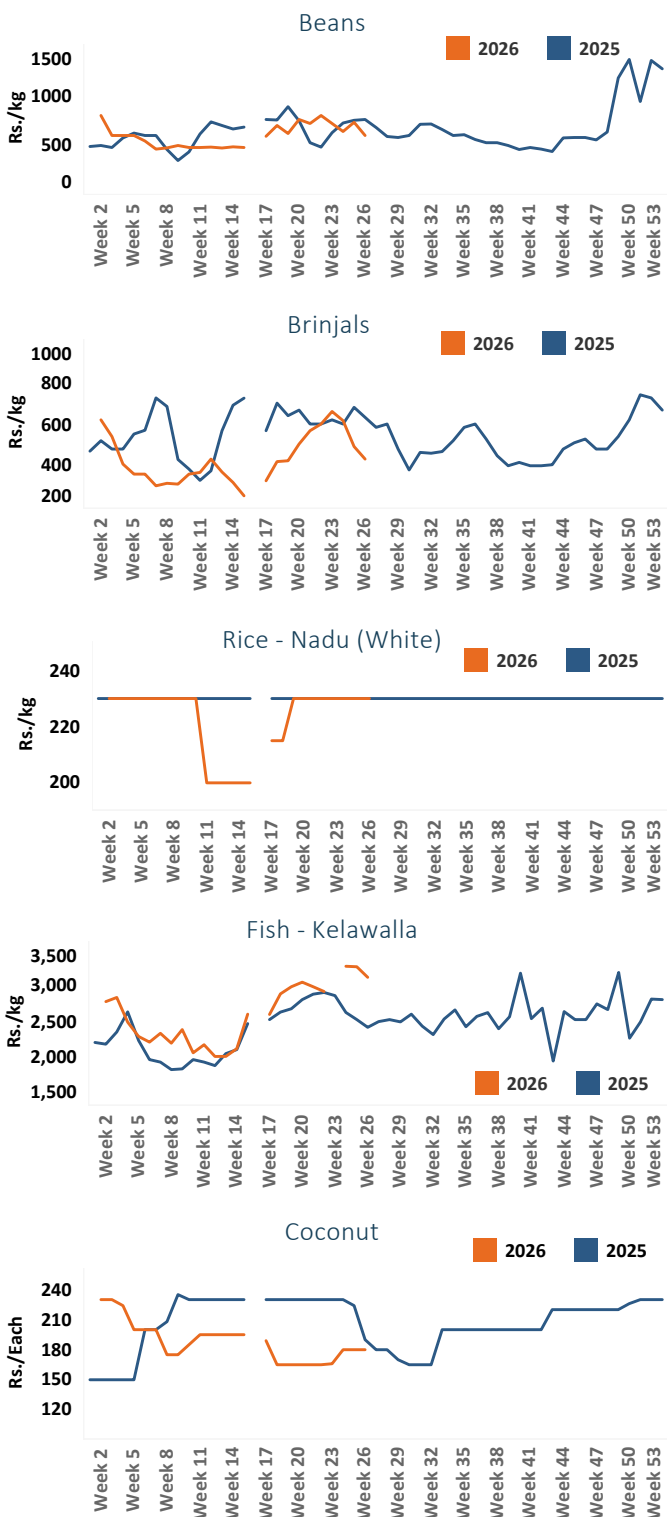 Beans
2026 2025
Rs./kg
1500
1000
500
0
Week 2 Week 5 Week 8 Week 11 Week 14 Week 17 Week 20 Week 23 Week 26 Week 29 Week 32 Week 35 Week 38 Week 41 Week 44 Week 47 Week 50 Week 53
Brinjals
2026 2025
Rs./kg
1000
800
600
400
200
Week 2 Week 5 Week 8 Week 11 Week 14 Week 17 Week 20 Week 23 Week 26 Week 29 Week 32 Week 35 Week 38 Week 41 Week 44 Week 47 Week 50 Week 53
Rice - Nadu (White)
2026 2025
Rs./kg
240
220
200
Week 2 Week 5 Week 8 Week 11 Week 14 Week 17 Week 20 Week 23 Week 26 Week 29 Week 32 Week 35 Week 38 Week 41 Week 44 Week 47 Week 50 Week 53
Fish - Kelawalla
Rs./kg
3,500
3,000
2,500
2,000
1,500
2026 2025
Week 2 Week 5 Week 8 Week 11 Week 14 Week 17 Week 20 Week 23 Week 26 Week 29 Week 32 Week 35 Week 38 Week 41 Week 44 Week 47 Week 50 Week 53
Coconut
2026 2025
Rs./Each
240
210
180
150
120
Week 2 Week 5 Week 8 Week 11 Week 14 Week 17 Week 20 Week 23 Week 26 Week 29 Week 32 Week 35 Week 38 Week 41 Week 44 Week 47 Week 50 Week 53